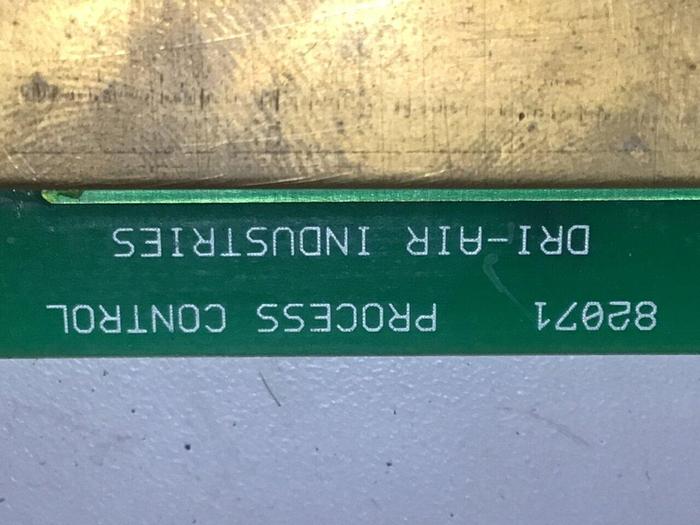 82071 PROCESS CONTROL
DRI-AIR INDUSTRIES